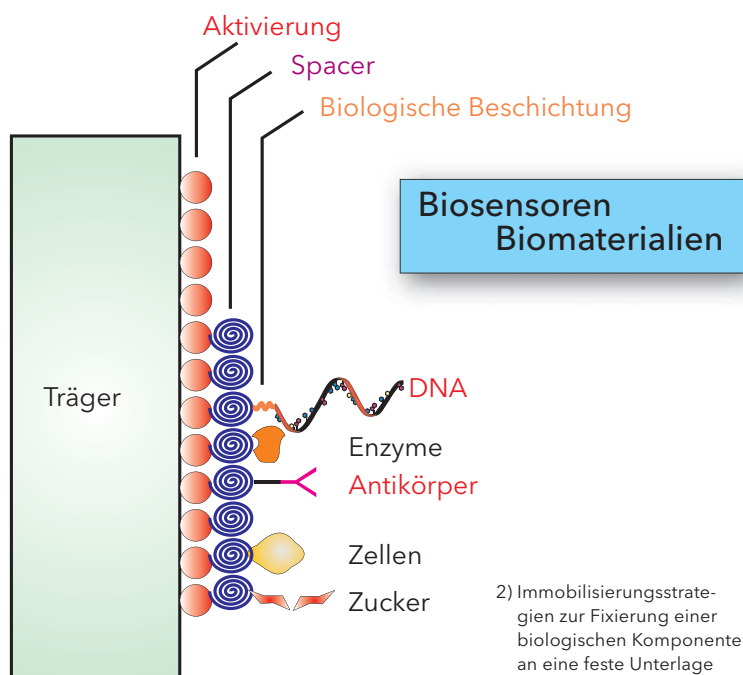 Aktivierung
Spacer
Biologische Beschichtung
Biosensoren
Biomaterialien
Träger
DNA
Enzyme
Antikörper
Zellen
Zucker
2) Immobilisierungsstrate-
gien zur Fixierung einer
biologischen Komponente
an eine feste Unterlage